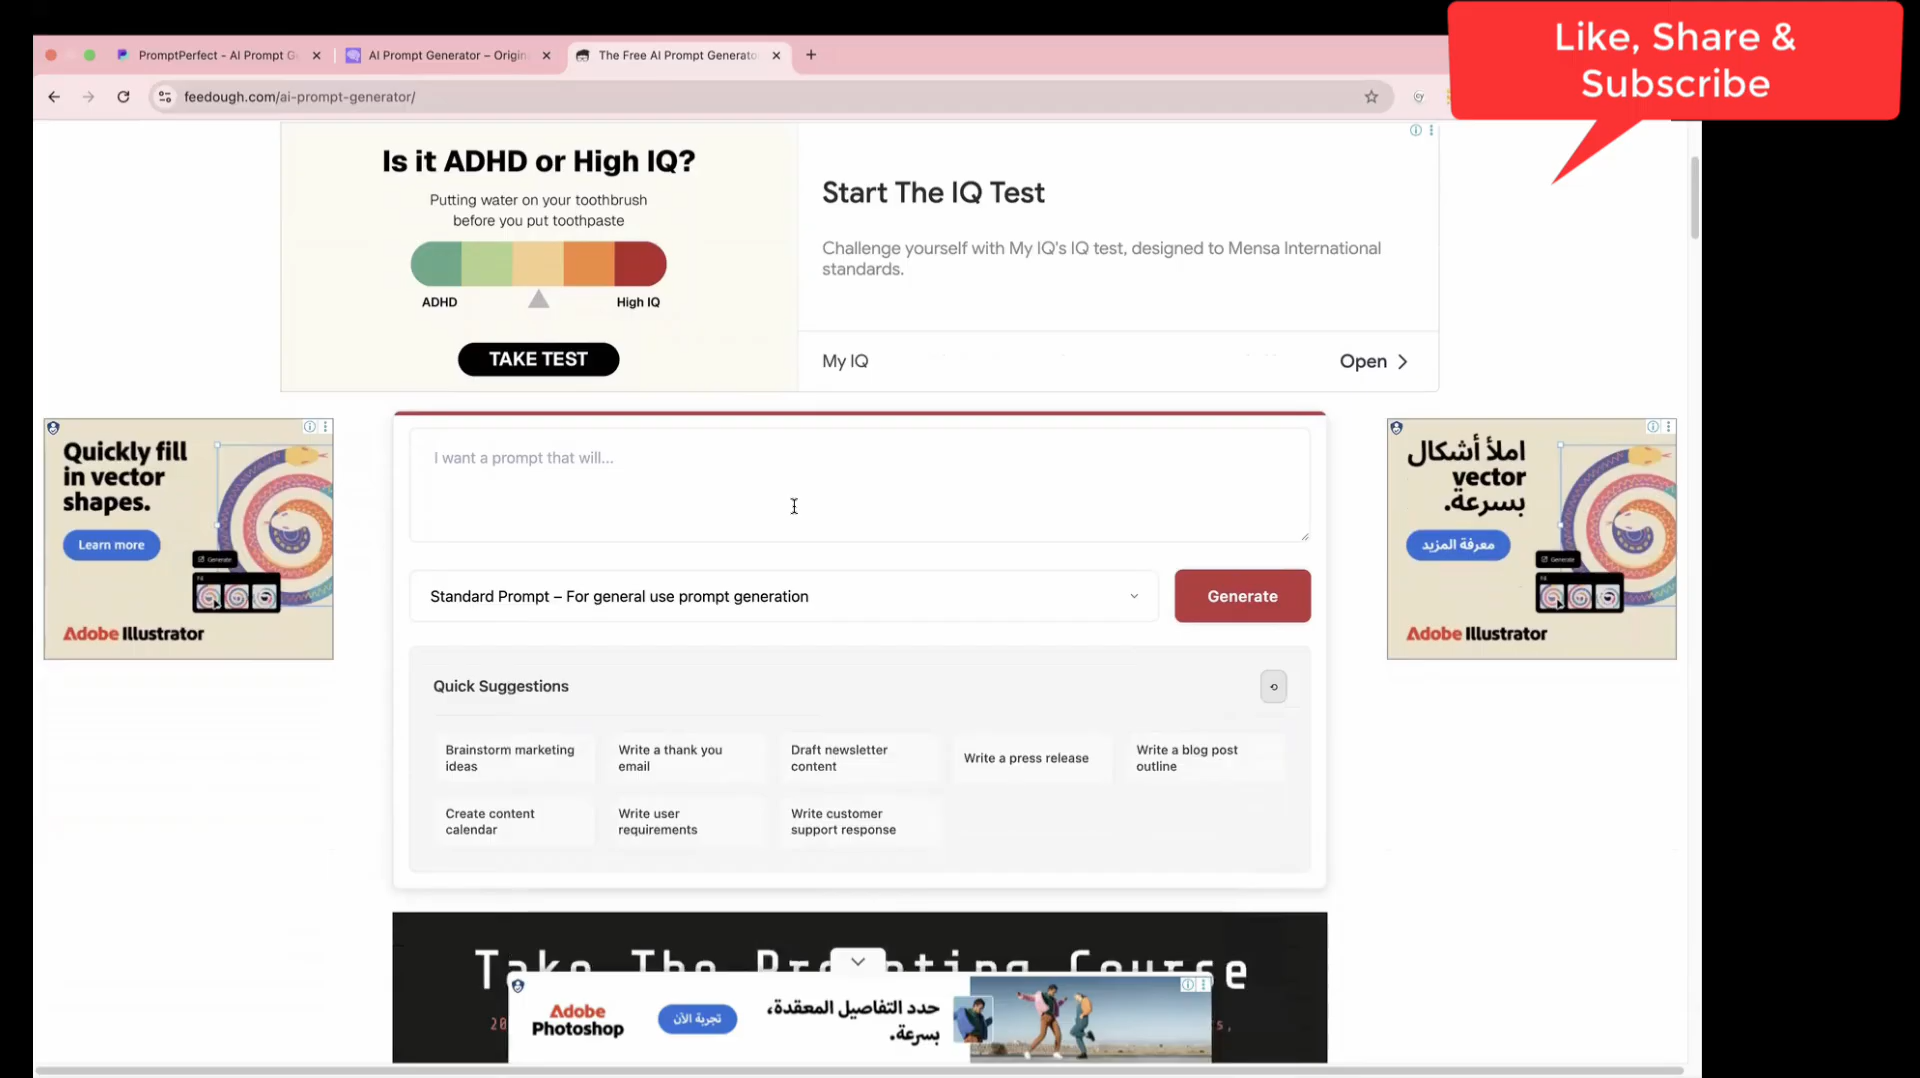 Like, Share &
Subscribe
PromptPerfect - AI Prompt G
AI Prompt Generator – Origin
The Free AI Prompt Generato
feedough.com/ai-prompt-generator/
Is it ADHD or High IQ?
Putting water on your toothbrush
before you put toothpaste
ADHD
High IQ
TAKE TEST
Start The IQ Test
Challenge yourself with My IQ's IQ test, designed to Mensa International
standards.
My IQ
Open
Quickly fill
in vector
shapes.
Learn more
Generate
Adobe Illustrator
I want a prompt that will...
Standard Prompt – For general use prompt generation
Generate
املأ أشكال
vector
بسرعة.
معرفة المزيد
Generate
Adobe Illustrator
Quick Suggestions
Brainstorm marketing
ideas
Write a thank you
email
Draft newsletter
content
Write a press release
Write a blog post
outline
Create content
calendar
Write user
requirements
Write customer
support response
Take The Prompting Course
Adobe
Photoshop
تجربة الآن
حدد التفاصيل المعقدة،
بسرعة.